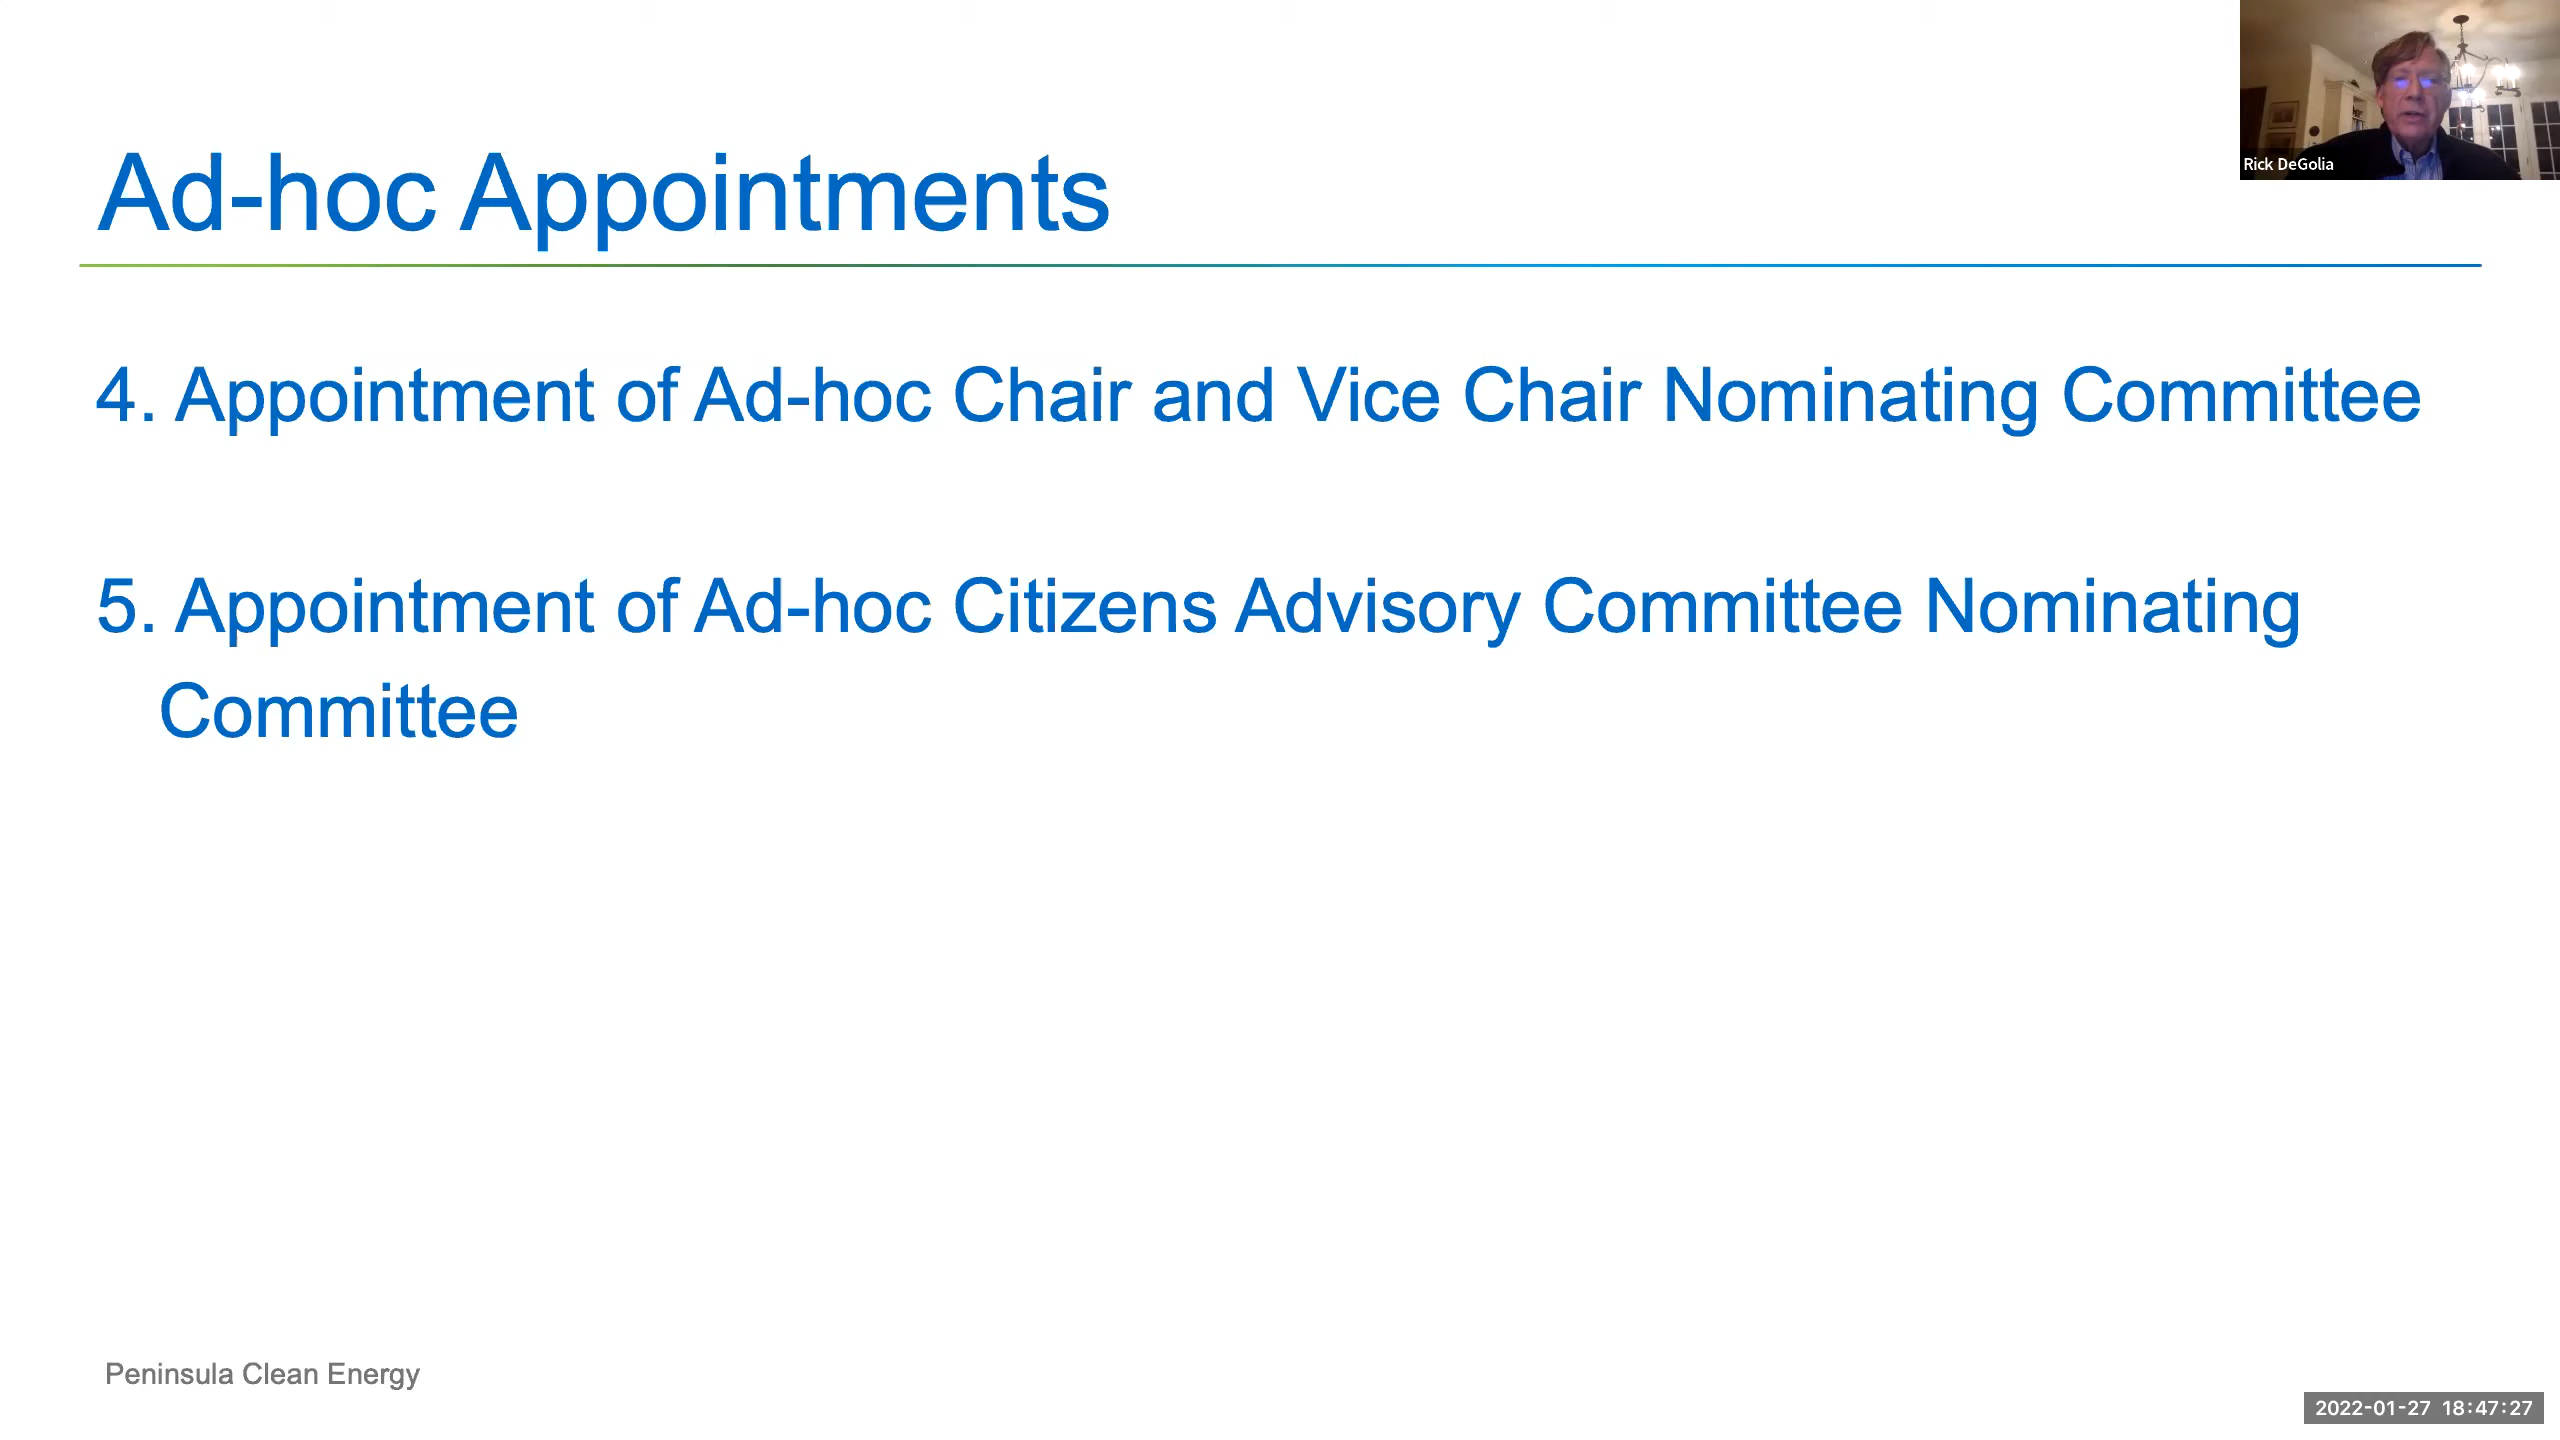 Rick DeGolia
Ad-hoc Appointments
4. Appointment of Ad-hoc Chair and Vice Chair Nominating Committee
5. Appointment of Ad-hoc Citizens Advisory Committee Nominating
Committee
Peninsula Clean Energy
2022-01-27 18:47:27